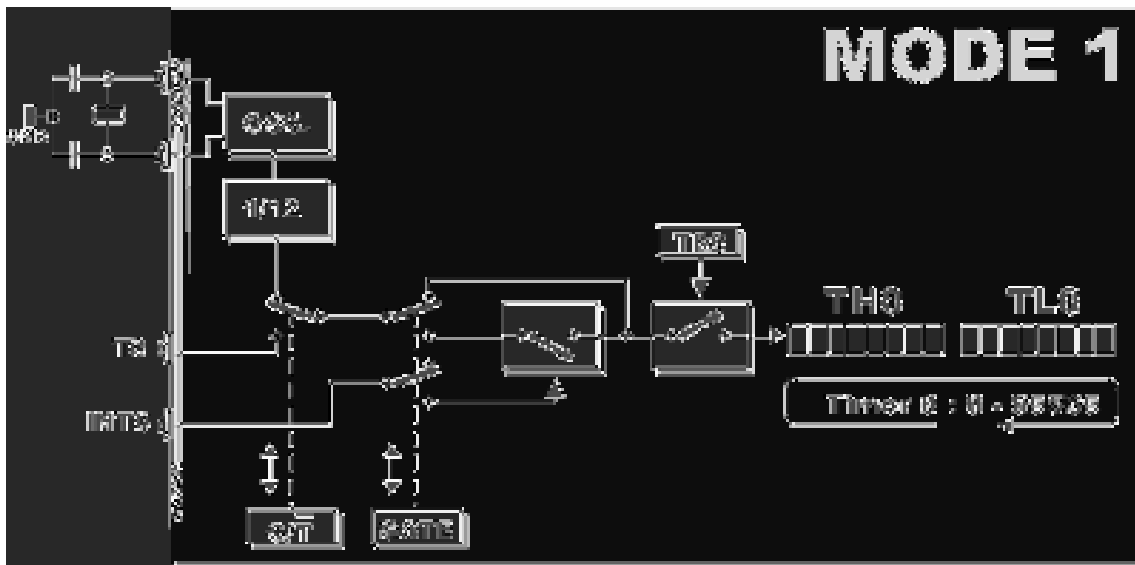 MODE 1
OSC.
1/12
TR0
TH0 TL0
T0
INT0
Timer 0 : 0 - 65535
C/T
GATE